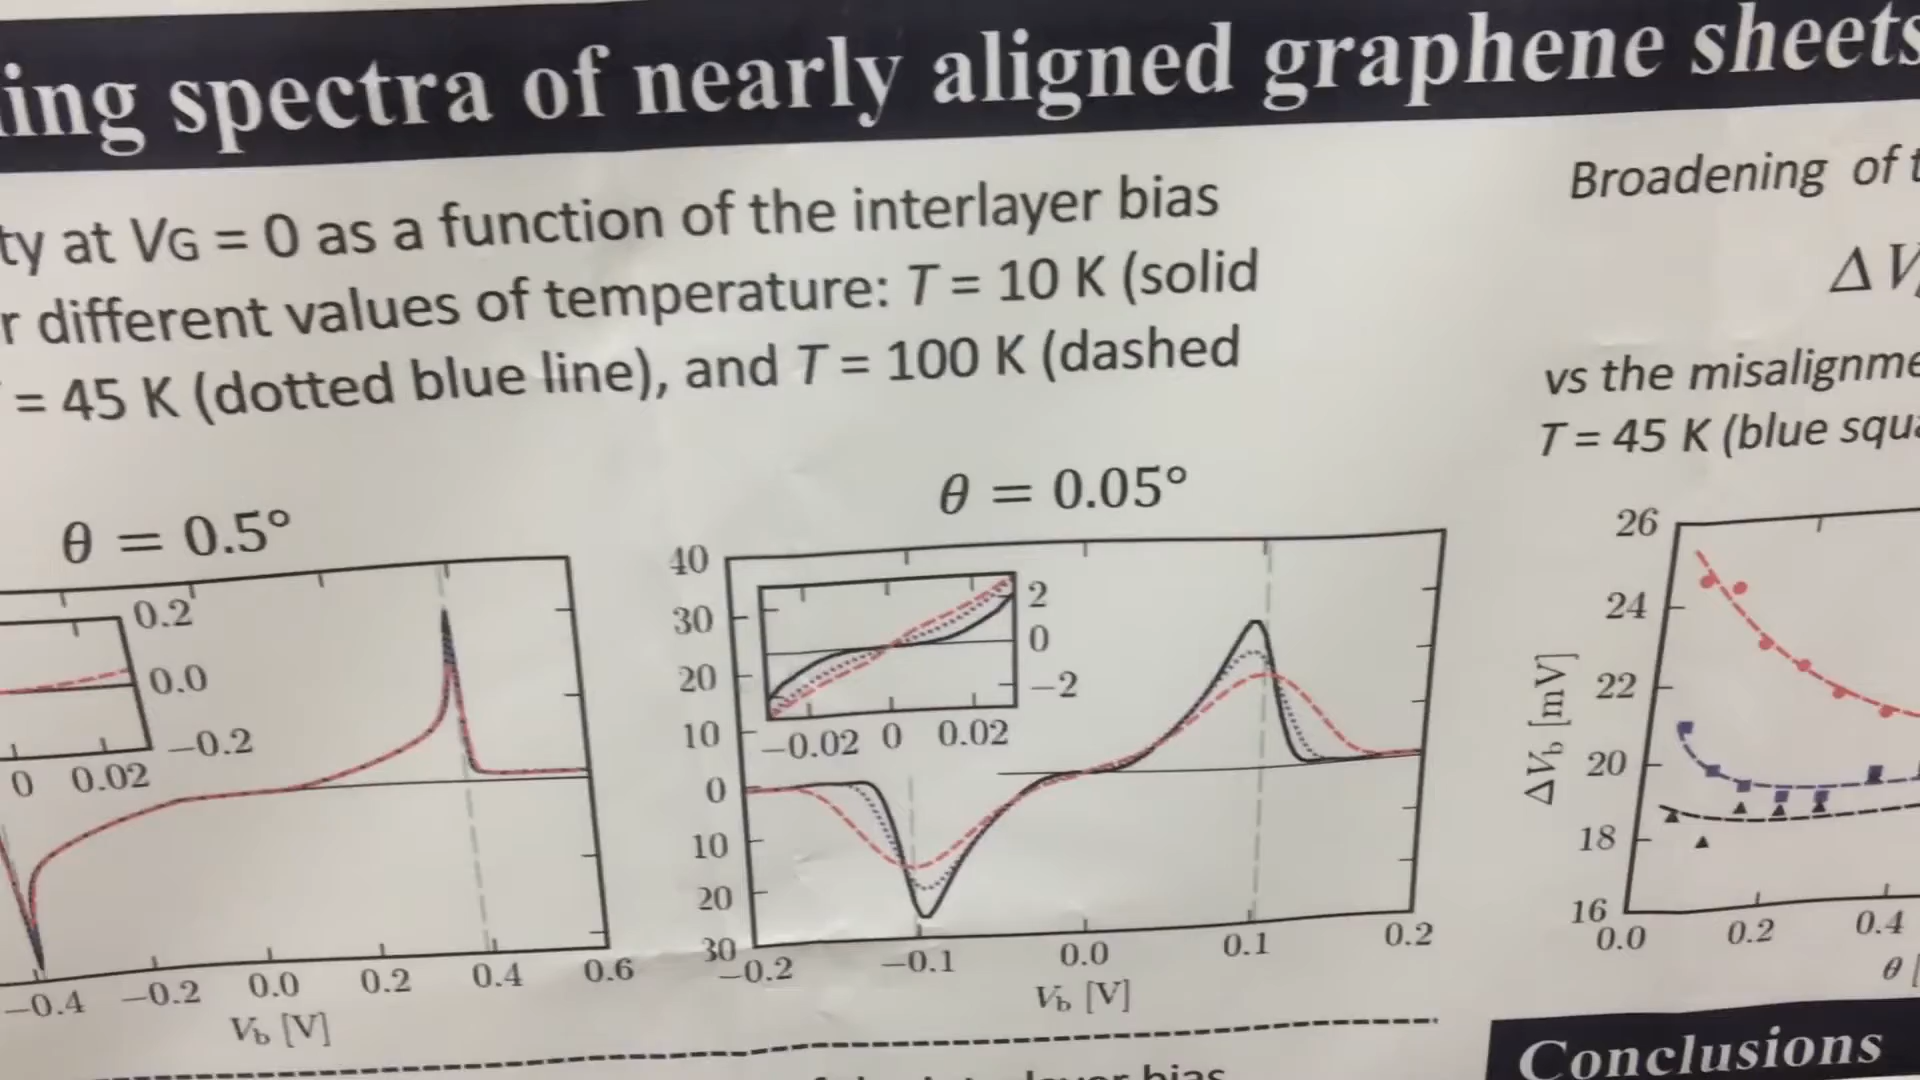 ing spectra of nearly aligned graphene sheets
ty at VG = 0 as a function of the interlayer bias
r different values of temperature: T = 10 K (solid
= 45 K (dotted blue line), and T = 100 K (dashed
θ = 0.5°
0.2
0.0
−0.2
0 0.02
−0.4 −0.2 0.0 0.2 0.4 0.6
Vb [V]
θ = 0.05°
40
30
20
10
0
10
20
30
2
0
−2
−0.02 0 0.02
−0.2 −0.1 0.0 0.1 0.2
Vb [V]
Broadening of t
Δ V
vs the misalignme
T = 45 K (blue squa
26
24
22
20
18
16
ΔVb [mV]
0.0 0.2 0.4
θ [
Conclusions
bias